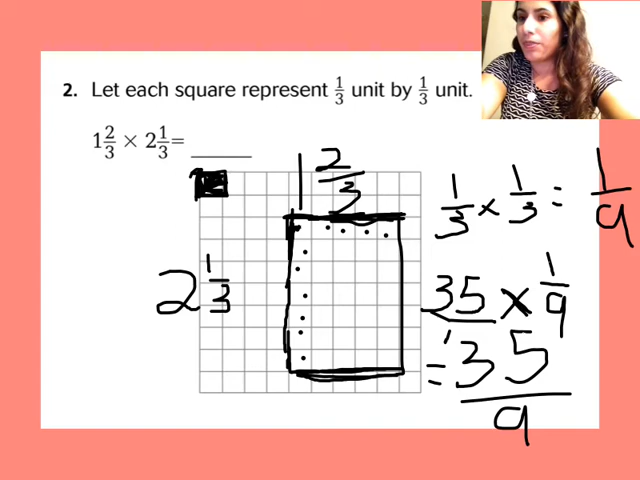 2. Let each square represent 1/3 unit by 1/3 unit.
1 2/3 × 2 1/3 = ______
1 2/3
1/3 × 1/3 = 1/9
2 1/3
35 × 1/9
= 35/9